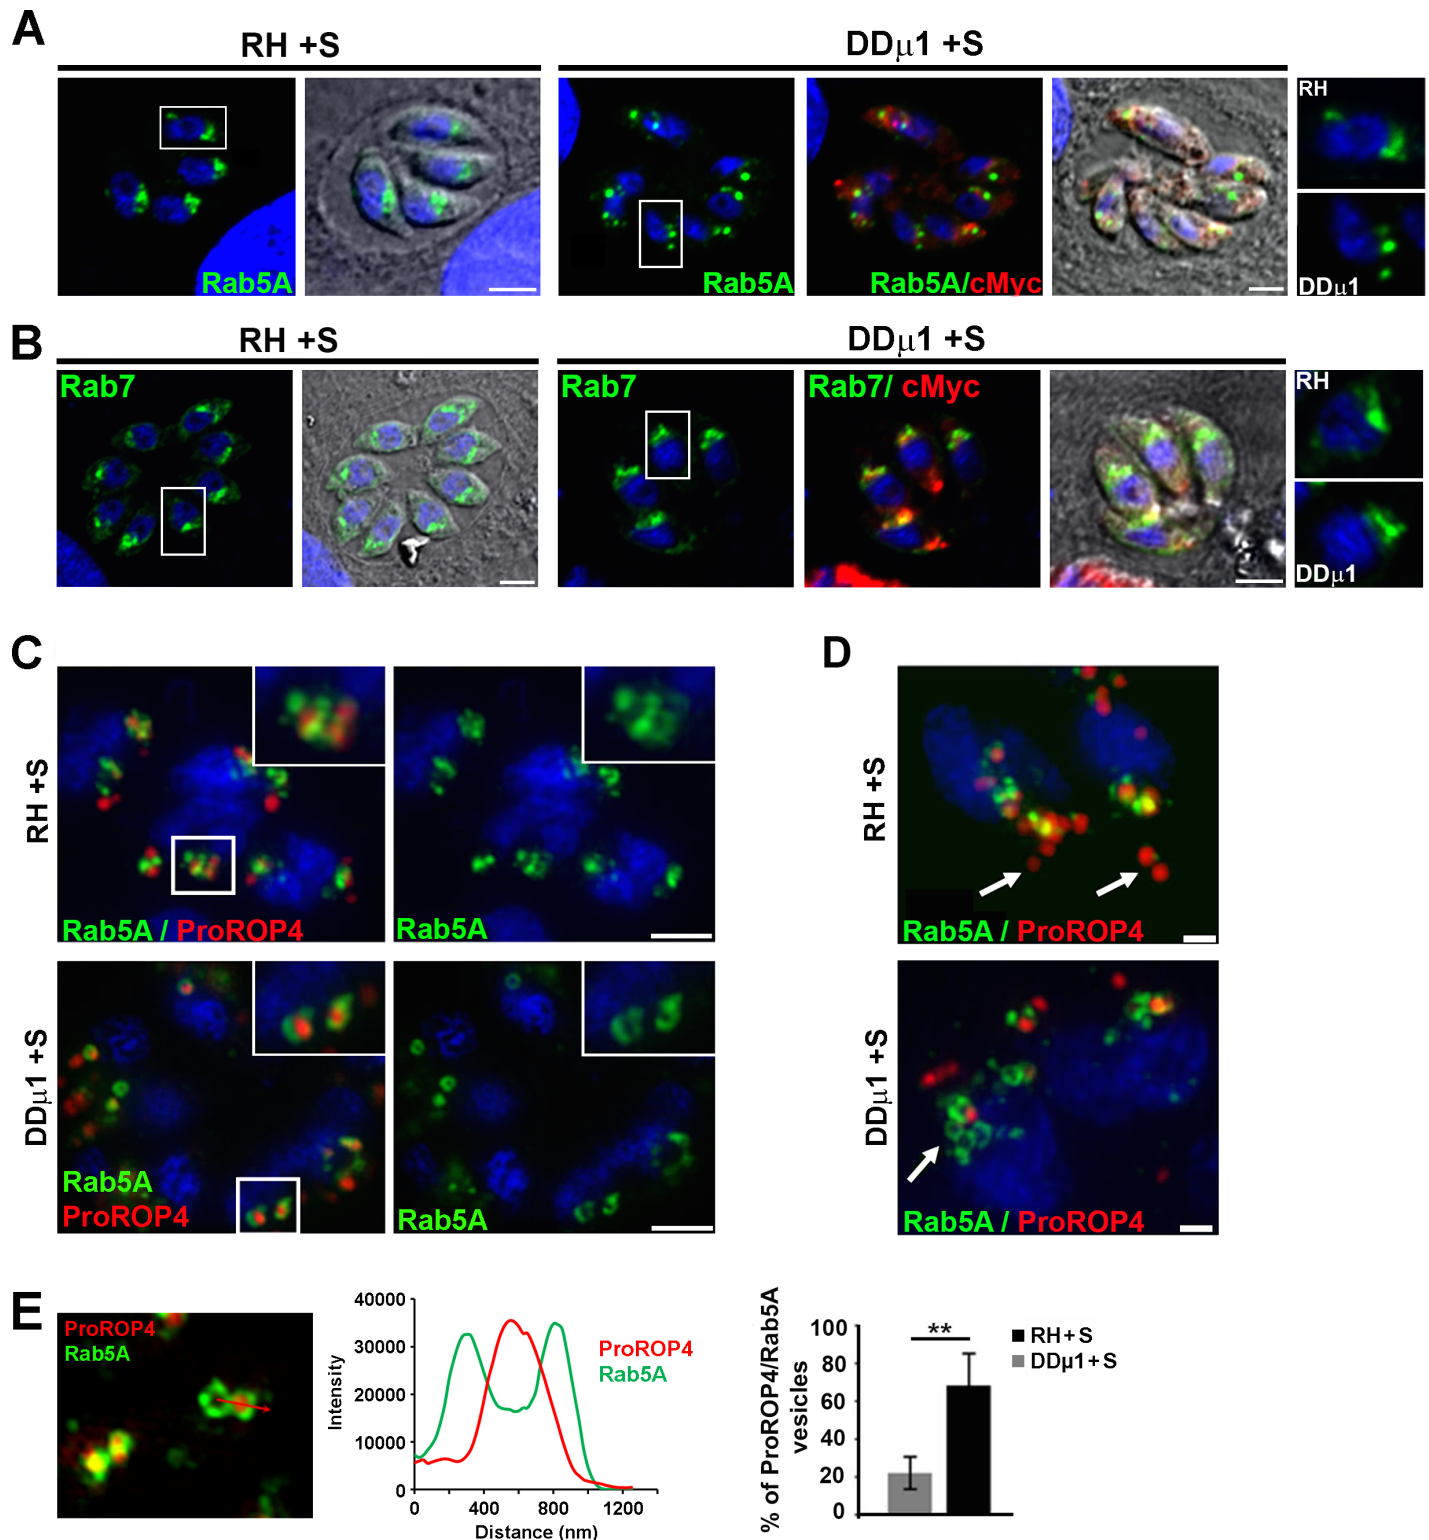 A
RH +S
DDμ1 +S
Rab5A
Rab5A
Rab5A/cMyc
RH
DDμ1
B
RH +S
DDμ1 +S
Rab7
Rab7
Rab7/ cMyc
RH
DDμ1
C
RH +S
Rab5A / ProROP4
Rab5A
DDμ1 +S
Rab5A
ProROP4
Rab5A
D
RH +S
Rab5A / ProROP4
DDμ1 +S
Rab5A / ProROP4
E
ProROP4
Rab5A
Intensity
40000
30000
20000
10000
0
0 400 800 1200
Distance (nm)
ProROP4
Rab5A
% of ProROP4/Rab5A
vesicles
100
80
60
40
20
0
**
RH + S
DDμ1 + S